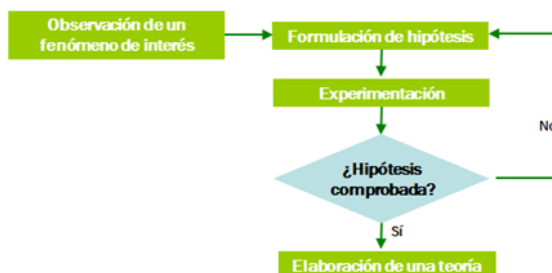 Observación de un
fenómeno de interés
Formulación de hipótesis
Experimentación
No
¿Hipótesis
comprobada?
Sí
Elaboración de una teoría